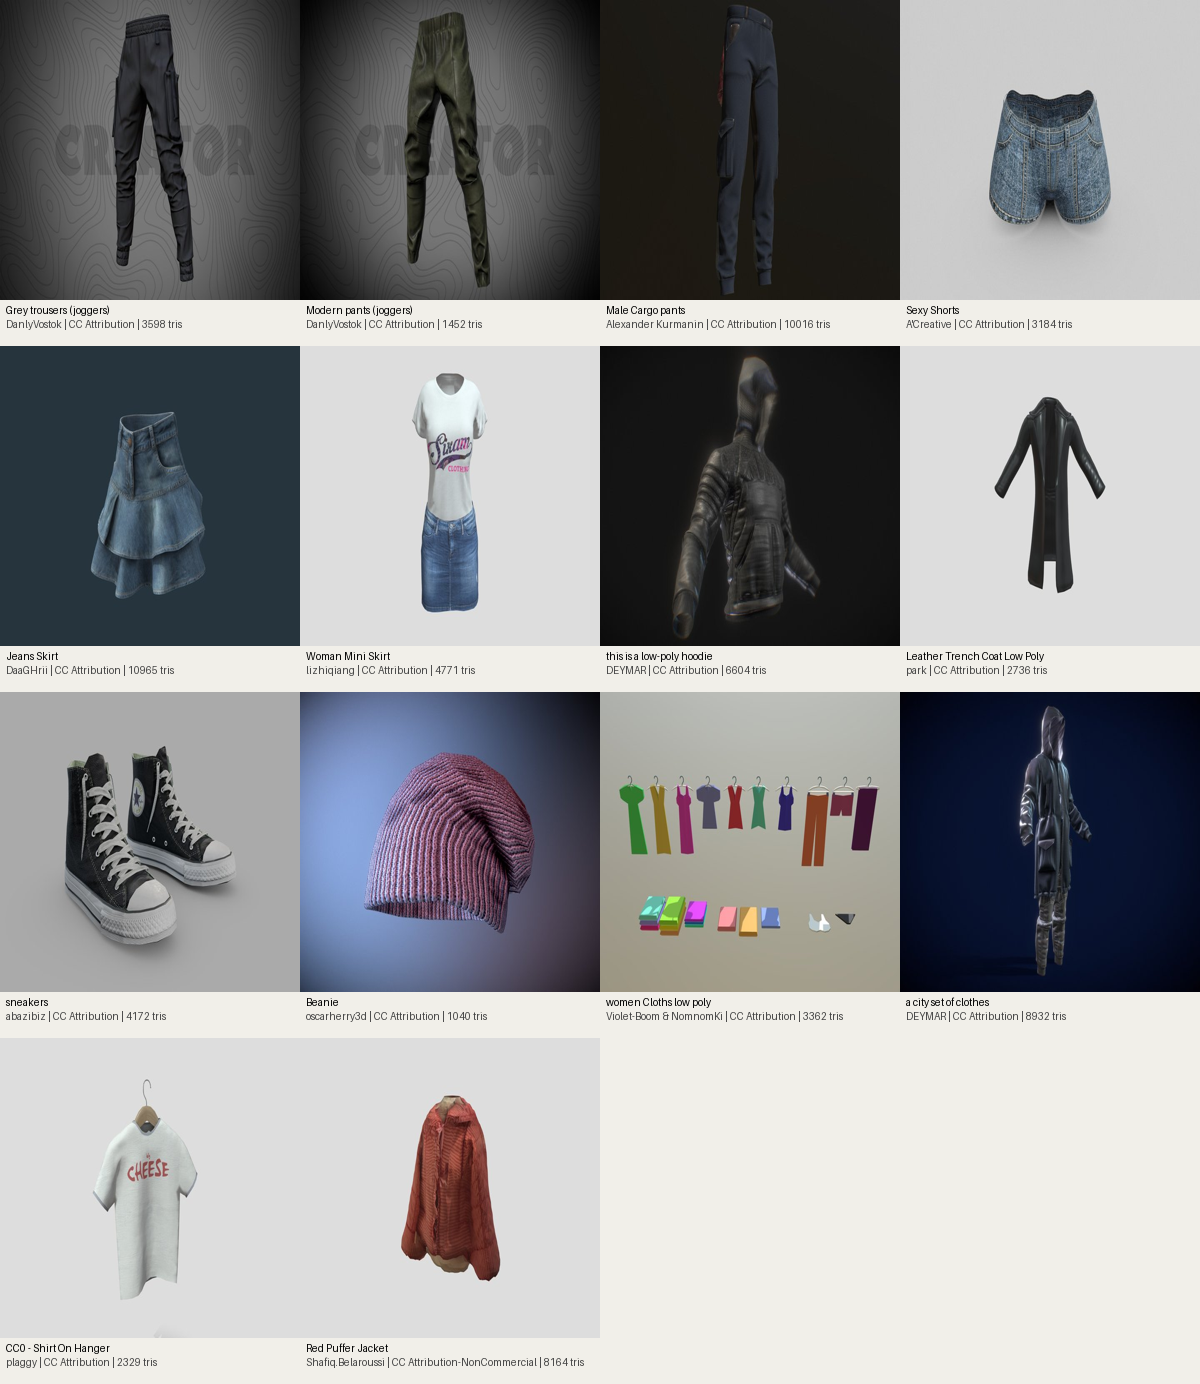 CREATOR
CREATOR
Grey trousers (joggers)
DanlyVostok | CC Attribution | 3598 tris
Modern pants (joggers)
DanlyVostok | CC Attribution | 1452 tris
Male Cargo pants
Alexander Kurmanin | CC Attribution | 10016 tris
Sexy Shorts
A'Creative | CC Attribution | 3184 tris
CLOTHING
Jeans Skirt
DaaGHrii | CC Attribution | 10965 tris
Woman Mini Skirt
lizhiqiang | CC Attribution | 4771 tris
this is a low-poly hoodie
DEYMAR | CC Attribution | 6604 tris
Leather Trench Coat Low Poly
park | CC Attribution | 2736 tris
sneakers
abazibiz | CC Attribution | 4172 tris
Beanie
oscarherry3d | CC Attribution | 1040 tris
women Cloths low poly
Violet-Boom & NomnomKi | CC Attribution | 3362 tris
a city set of clothes
DEYMAR | CC Attribution | 8932 tris
CHEESE
CC0 - Shirt On Hanger
plaggy | CC Attribution | 2329 tris
Red Puffer Jacket
Shafiq.Belaroussi | CC Attribution-NonCommercial | 8164 tris